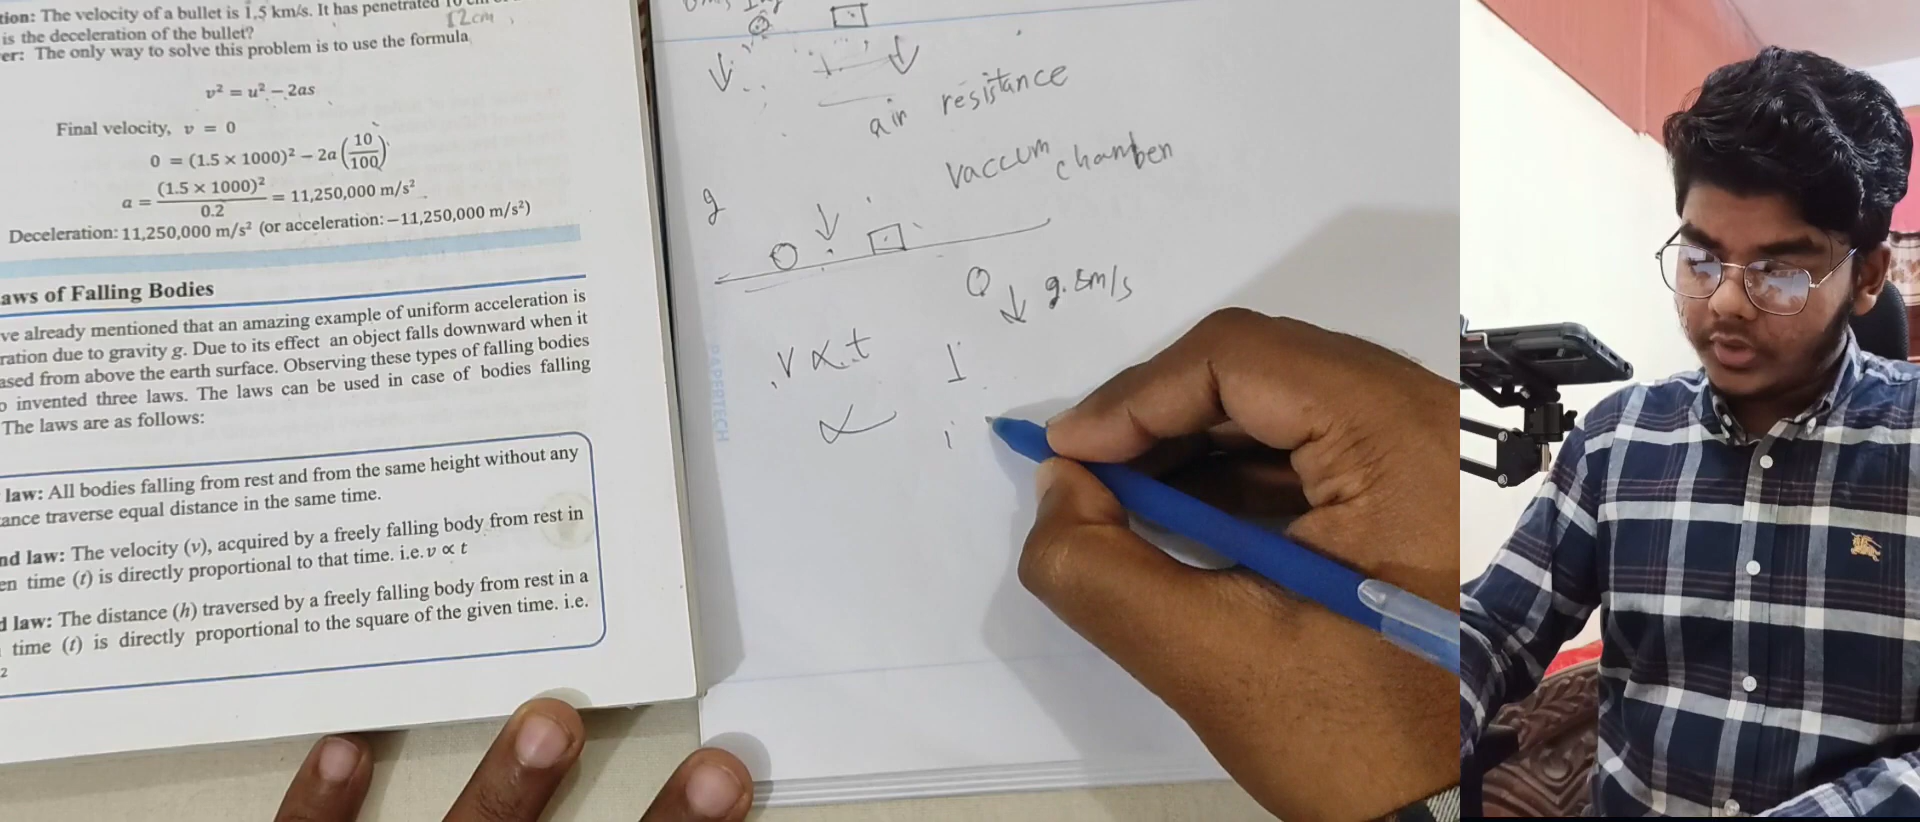 tion: The velocity of a bullet is 1.5 km/s. It has penetrated 10 cm
12cm
is the deceleration of the bullet?
er: The only way to solve this problem is to use the formula
v² = u² − 2as
Final velocity, v = 0
0 = (1.5 × 1000)² − 2a(10/100)
a = (1.5 × 1000)²/0.2 = 11,250,000 m/s²
Deceleration: 11,250,000 m/s² (or acceleration: −11,250,000 m/s²)
aws of Falling Bodies
ve already mentioned that an amazing example of uniform acceleration is
ration due to gravity g. Due to its effect an object falls downward when it
ased from above the earth surface. Observing these types of falling bodies
o invented three laws. The laws can be used in case of bodies falling
The laws are as follows:
law: All bodies falling from rest and from the same height without any
ance traverse equal distance in the same time.
nd law: The velocity (v), acquired by a freely falling body from rest in
en time (t) is directly proportional to that time. i.e. v ∝ t
d law: The distance (h) traversed by a freely falling body from rest in a
time (t) is directly proportional to the square of the given time. i.e.
2
air resistance
vaccum chamber
g
g.8m/s
v ∝ t
∝
1
PAPERTECH